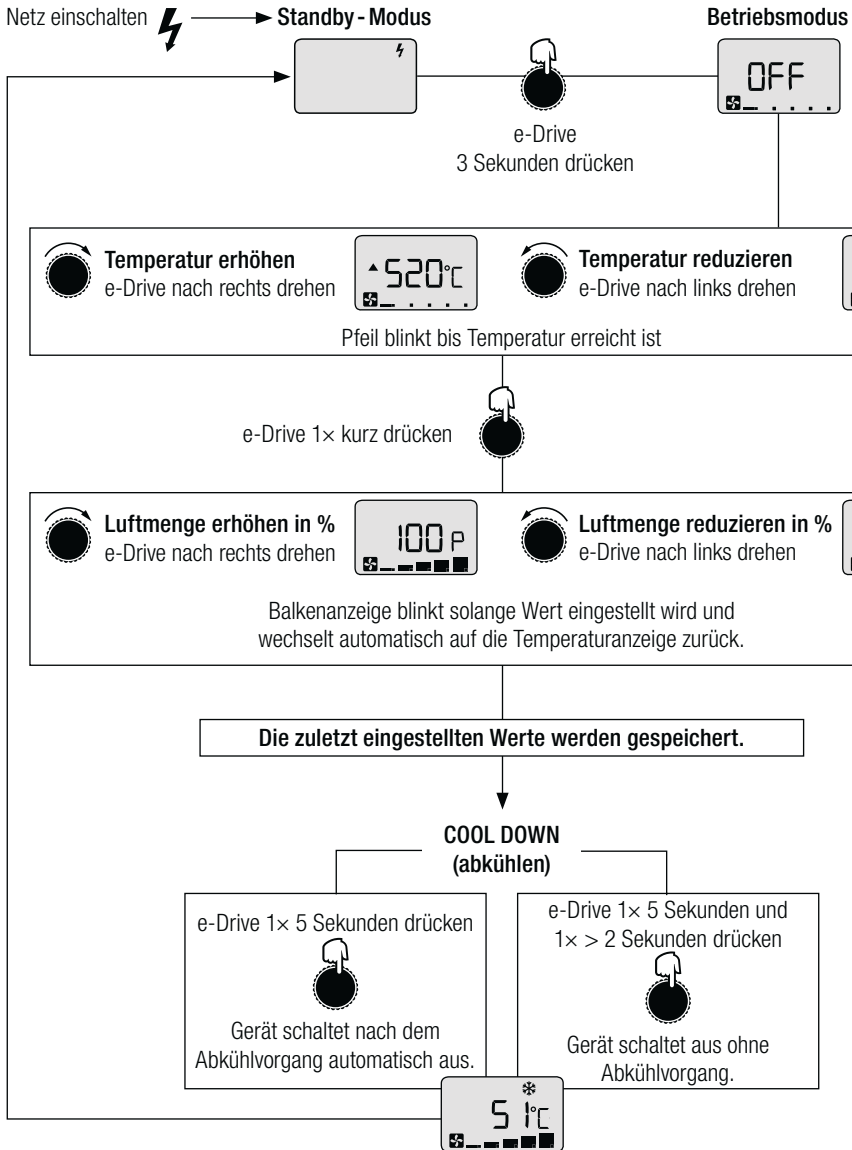 Netz einschalten
Standby - Modus
Betriebsmodus
OFF
e-Drive
3 Sekunden drücken
Temperatur erhöhen
e-Drive nach rechts drehen
520°C
Temperatur reduzieren
e-Drive nach links drehen
Pfeil blinkt bis Temperatur erreicht ist
e-Drive 1× kurz drücken
Luftmenge erhöhen in %
e-Drive nach rechts drehen
100 P
Luftmenge reduzieren in %
e-Drive nach links drehen
Balkenanzeige blinkt solange Wert eingestellt wird und
wechselt automatisch auf die Temperaturanzeige zurück.
Die zuletzt eingestellten Werte werden gespeichert.
COOL DOWN
(abkühlen)
e-Drive 1× 5 Sekunden drücken
Gerät schaltet nach dem
Abkühlvorgang automatisch aus.
e-Drive 1× 5 Sekunden und
1× > 2 Sekunden drücken
Gerät schaltet aus ohne
Abkühlvorgang.
51°C